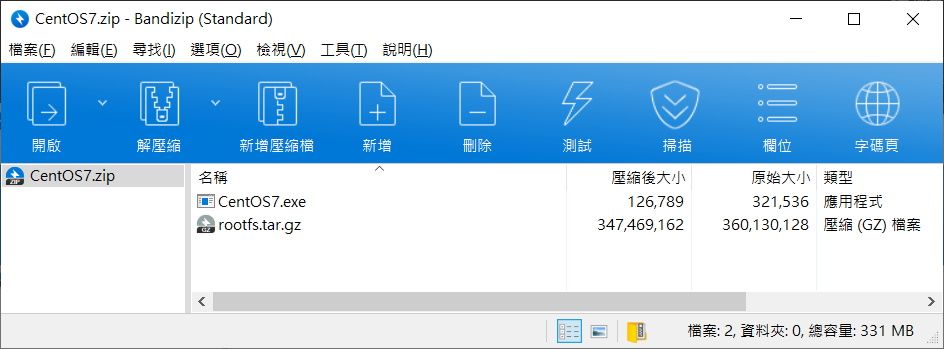 CentOS7.zip - Bandizip (Standard)
檔案(F) 編輯(E) 尋找(I) 選項(O) 檢視(V) 工具(T) 說明(H)
開啟 解壓縮 新增壓縮檔 新增 刪除 測試 掃描 欄位 字碼頁
ZIP CentOS7.zip
名稱 壓縮後大小 原始大小 類型
CentOS7.exe 126,789 321,536 應用程式
GZ rootfs.tar.gz 347,469,162 360,130,128 壓縮 (GZ) 檔案
檔案: 2, 資料夾: 0, 總容量: 331 MB